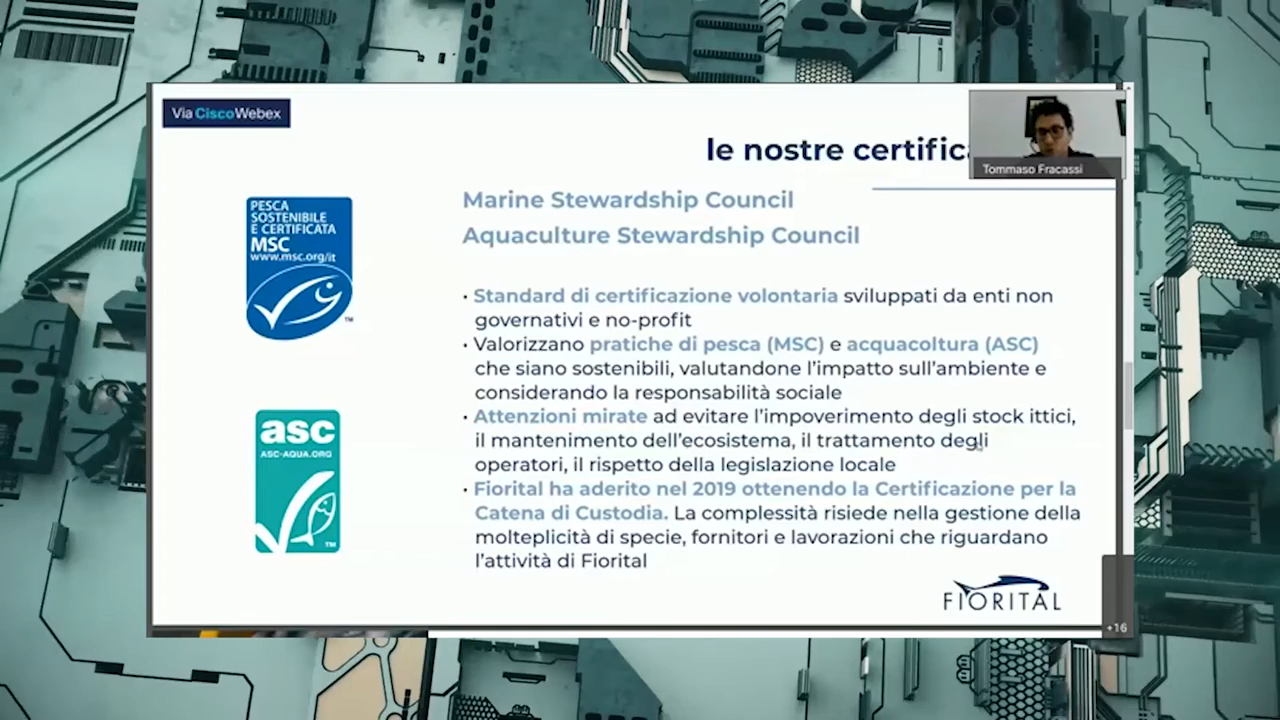 Via CiscoWebex
le nostre certific
Tommaso Fracassi
Marine Stewardship Council
Aquaculture Stewardship Council
PESCA
SOSTENIBILE
E CERTIFICATA
MSC
www.msc.org/it
TM
• Standard di certificazione volontaria sviluppati da enti non
governativi e no-profit
• Valorizzano pratiche di pesca (MSC) e acquacoltura (ASC)
che siano sostenibili, valutandone l'impatto sull'ambiente e
considerando la responsabilità sociale
• Attenzioni mirate ad evitare l'impoverimento degli stock ittici,
il mantenimento dell'ecosistema, il trattamento degli
operatori, il rispetto della legislazione locale
• Fiorital ha aderito nel 2019 ottenendo la Certificazione per la
Catena di Custodia. La complessità risiede nella gestione della
molteplicità di specie, fornitori e lavorazioni che riguardano
l'attività di Fiorital
asc
ASC-AQUA.ORG
TM
FIORITAL
+16